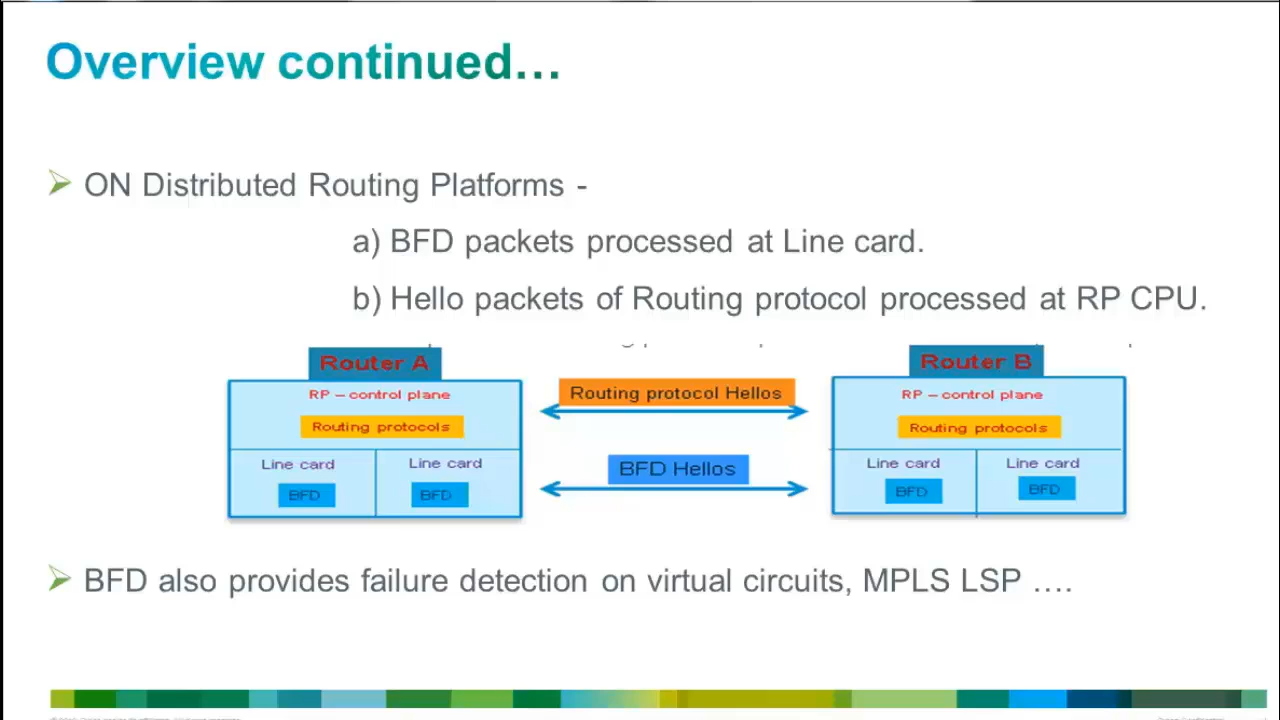 Overview continued…
ON Distributed Routing Platforms -
a) BFD packets processed at Line card.
b) Hello packets of Routing protocol processed at RP CPU.
Router A
Router B
RP – control plane
Routing protocol Hellos
RP – control plane
Routing protocols
Routing protocols
Line card
Line card
BFD Hellos
Line card
Line card
BFD
BFD
BFD
BFD
BFD also provides failure detection on virtual circuits, MPLS LSP ….